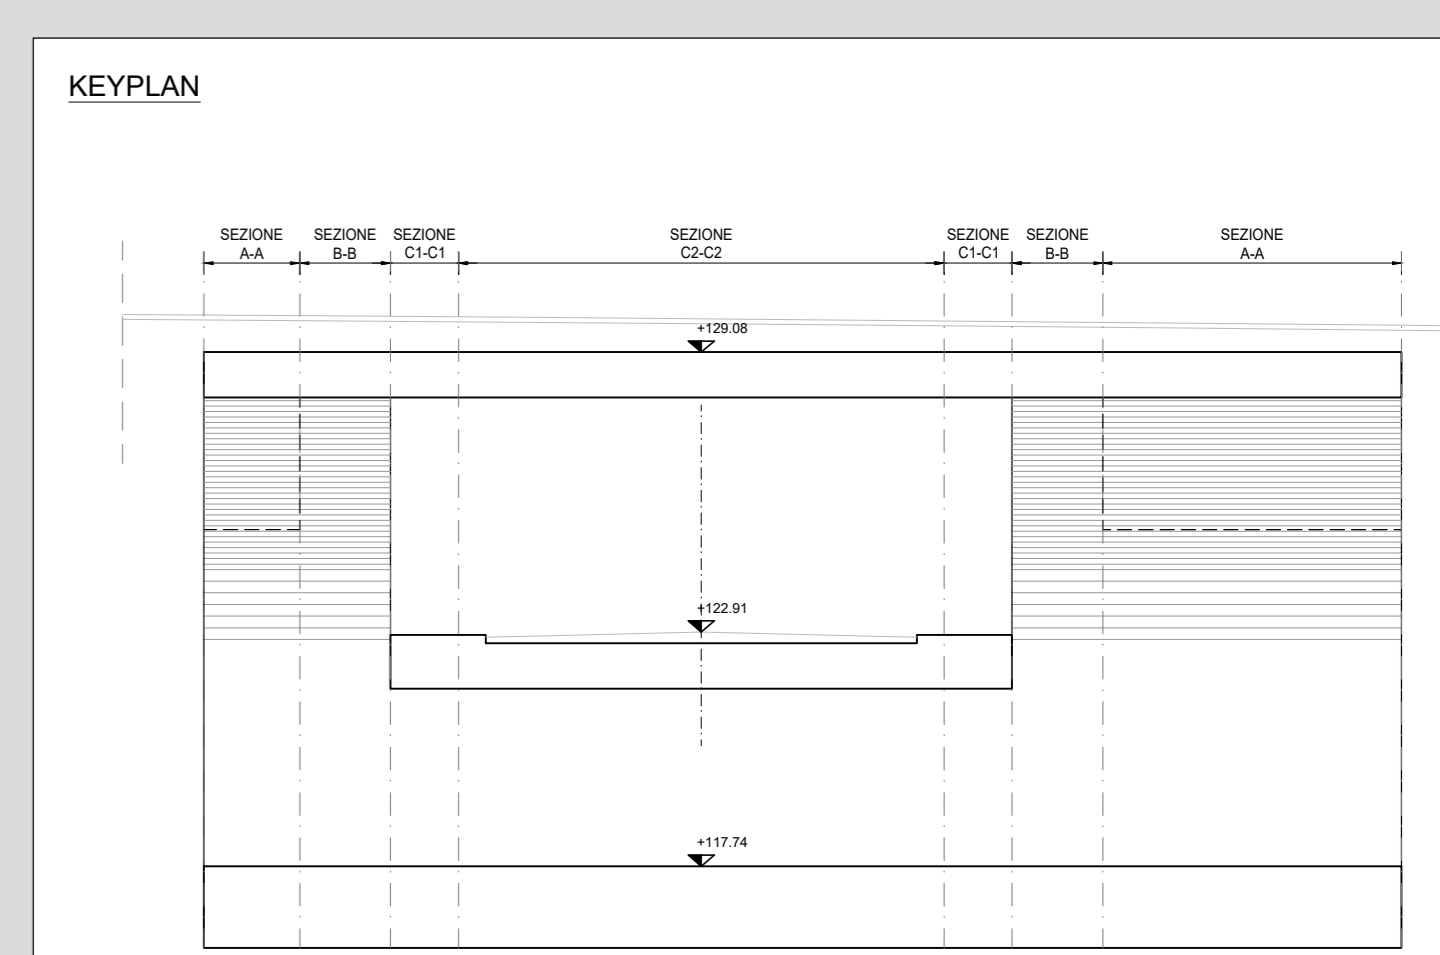 KEYPLAN
SEZIONE
A-A
SEZIONE
B-B
SEZIONE
C1-C1
SEZIONE
C2-C2
SEZIONE
C1-C1
SEZIONE
B-B
SEZIONE
A-A
+129.08
+122.91
+117.74